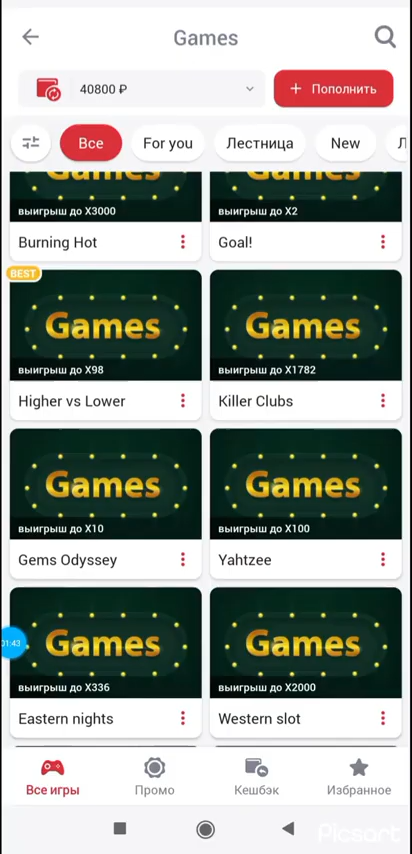 Games
40800 ₽
+ Пополнить
Все
For you
Лестница
New
выигрыш до X3000
выигрыш до X2
Burning Hot
Goal!
BEST
Games
Games
выигрыш до X98
выигрыш до X1782
Higher vs Lower
Killer Clubs
Games
Games
выигрыш до X10
выигрыш до X100
Gems Odyssey
Yahtzee
01:43
Games
Games
выигрыш до X336
выигрыш до X2000
Eastern nights
Western slot
Все игры
Промо
Кешбэк
Избранное
Picsart